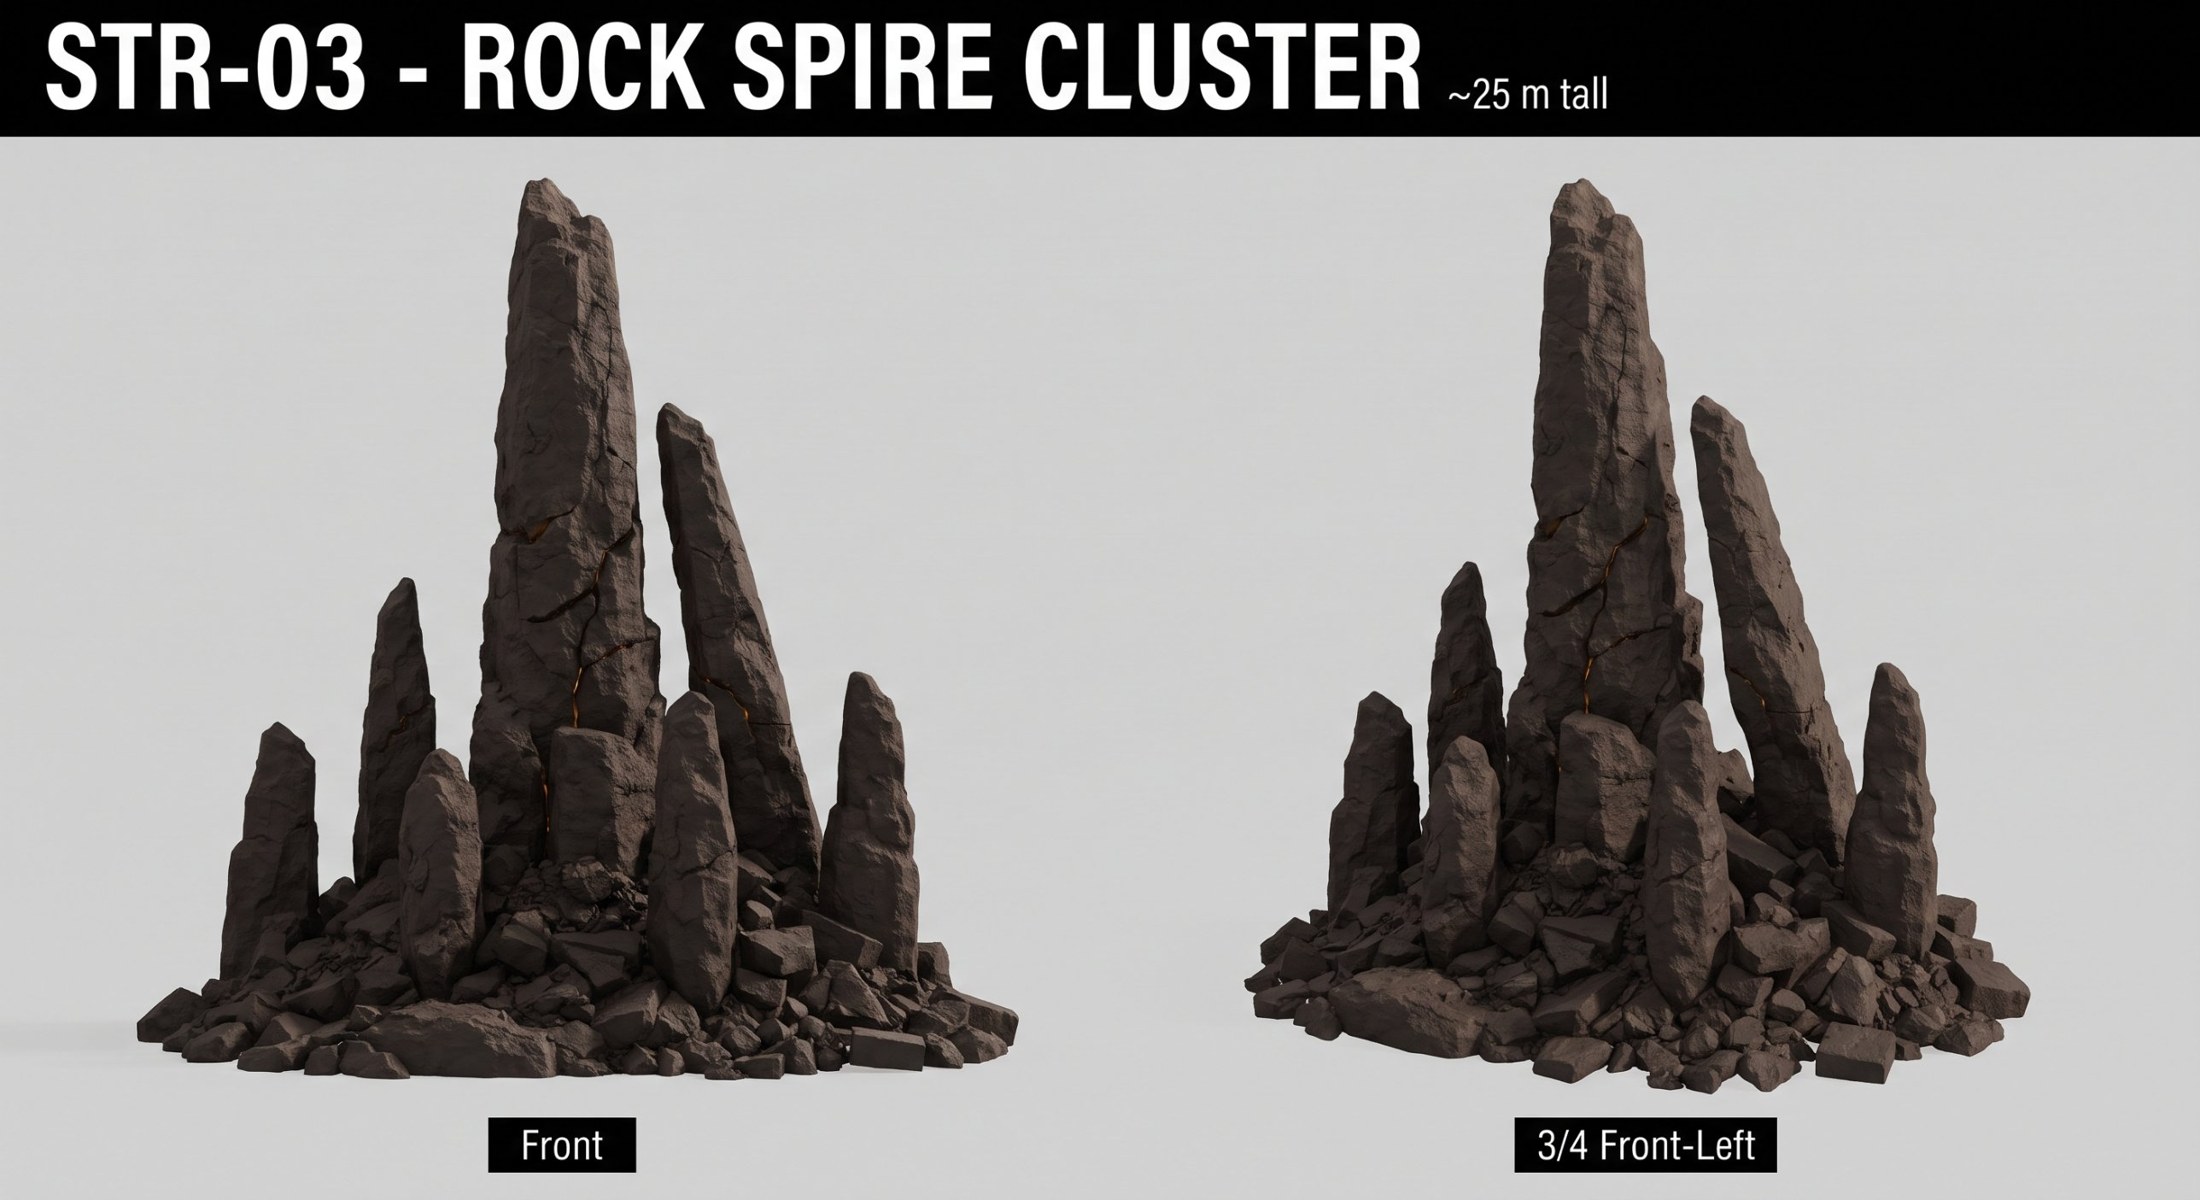 STR-03 - ROCK SPIRE CLUSTER ~25 m tall
Front
3/4 Front-Left